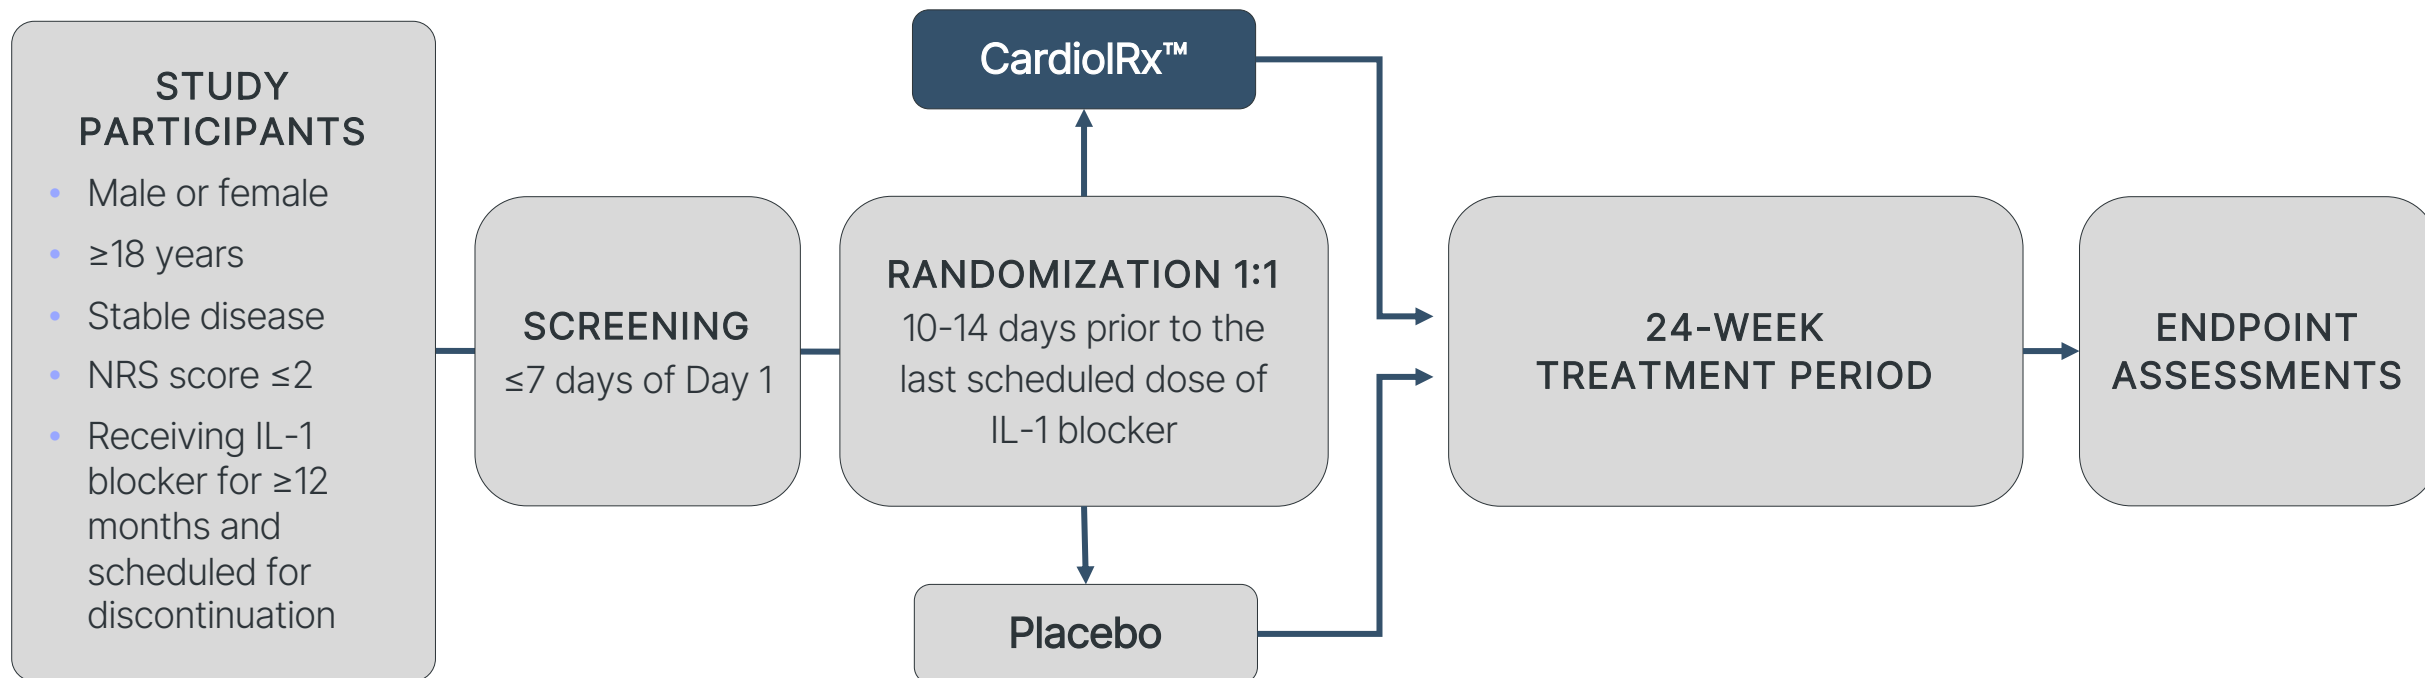 STUDY
PARTICIPANTS
• Male or female
• ≥18 years
• Stable disease
• NRS score ≤2
• Receiving IL-1
blocker for ≥12
months and
scheduled for
discontinuation
SCREENING
≤7 days of Day 1
CardiolRx™
RANDOMIZATION 1:1
10-14 days prior to the
last scheduled dose of
IL-1 blocker
Placebo
24-WEEK
TREATMENT PERIOD
ENDPOINT
ASSESSMENTS